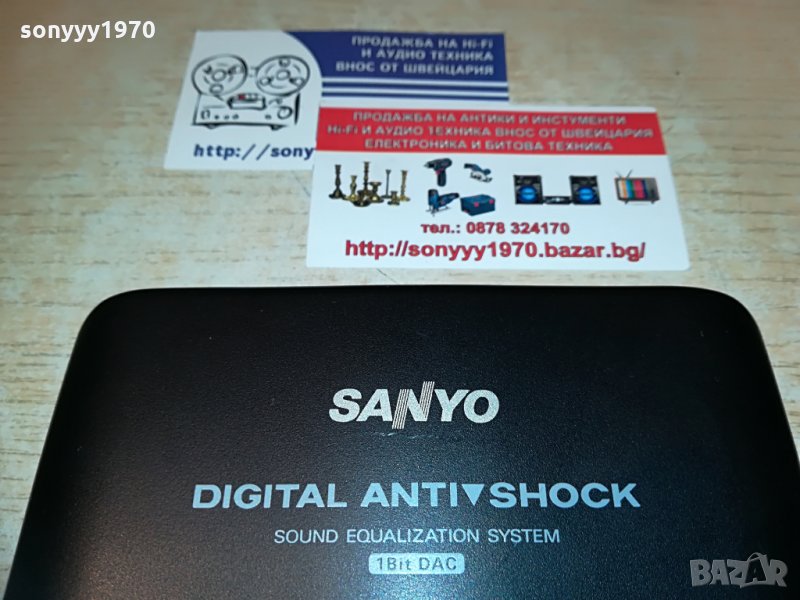 sonyyy1970
ПРОДАЖБА НА Hi-Fi
И АУДИО ТЕХНИКА
ВНОС ОТ ШВЕЙЦАРИЯ
http://sony
ПРОДАЖБА НА АНТИКИ И ИНСТУМЕНТИ
Hi-Fi И АУДИО ТЕХНИКА ВНОС ОТ ШВЕЙЦАРИЯ
ЕЛЕКТРОНИКА И БИТОВА ТЕХНИКА
тел.: 0878 324170
http://sonyyy1970.bazar.bg/
SANYO
DIGITAL ANTI▼SHOCK
SOUND EQUALIZATION SYSTEM
1Bit DAC
BAZAR